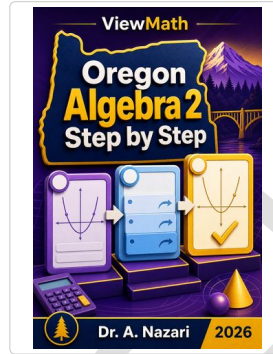 ViewMath
Oregon
Algebra 2
Step by Step
Dr. A. Nazari
2026